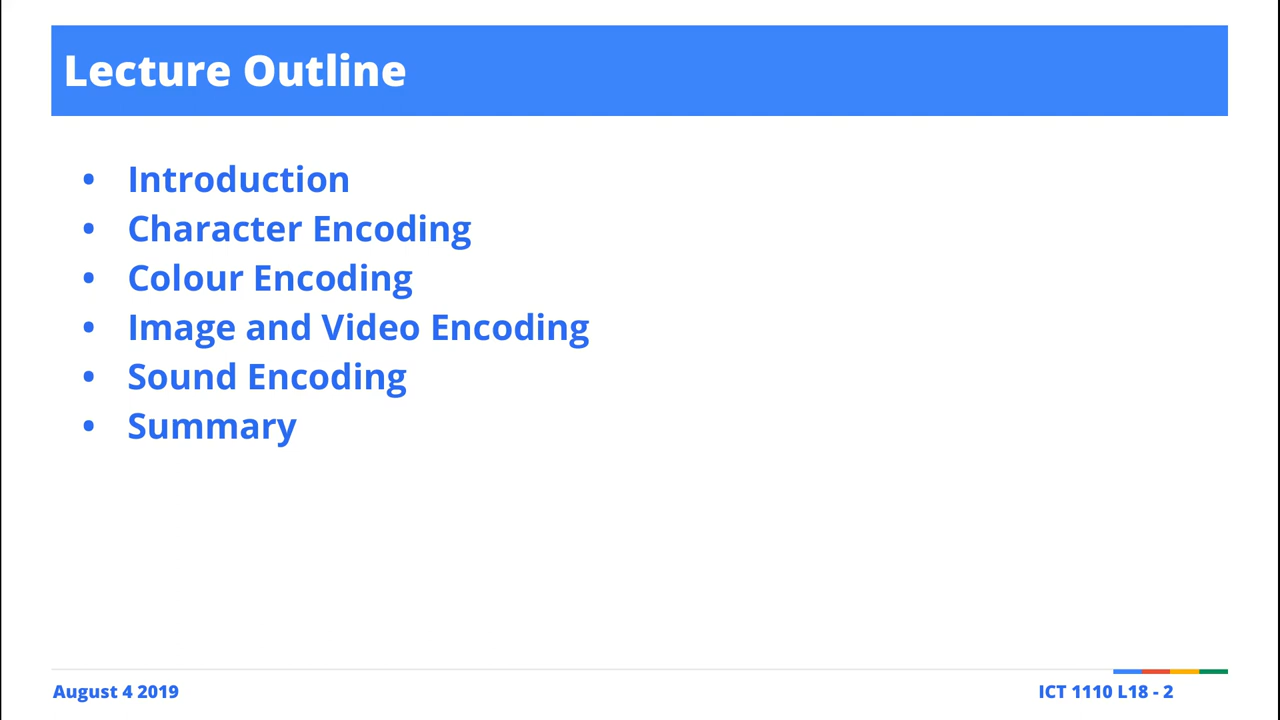 Lecture Outline
• Introduction
• Character Encoding
• Colour Encoding
• Image and Video Encoding
• Sound Encoding
• Summary
August 4 2019
ICT 1110 L18 - 2